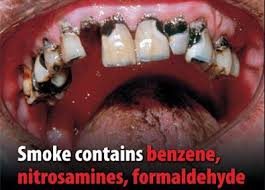 Smoke contains benzene,
nitrosamines, formaldehyde